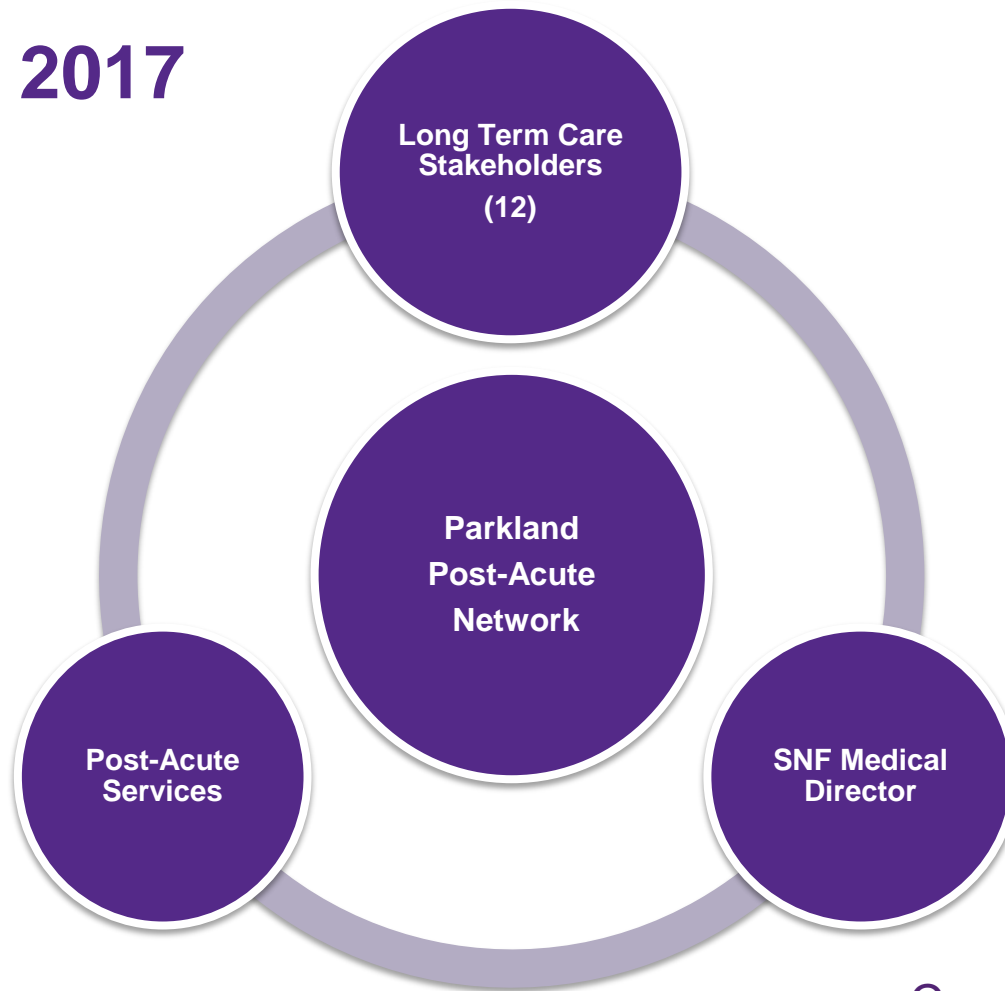 2017
Long Term Care
Stakeholders
(12)
Parkland
Post-Acute
Network
Post-Acute
Services
SNF Medical
Director